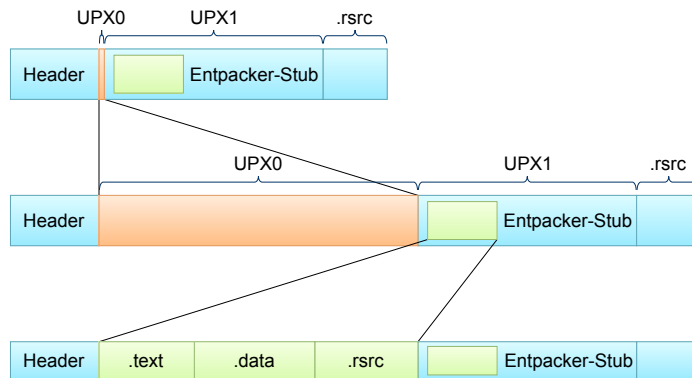 UPX0 UPX1 .rsrc
Header Entpacker-Stub
UPX0 UPX1 .rsrc
Header Entpacker-Stub
Header .text .data .rsrc Entpacker-Stub